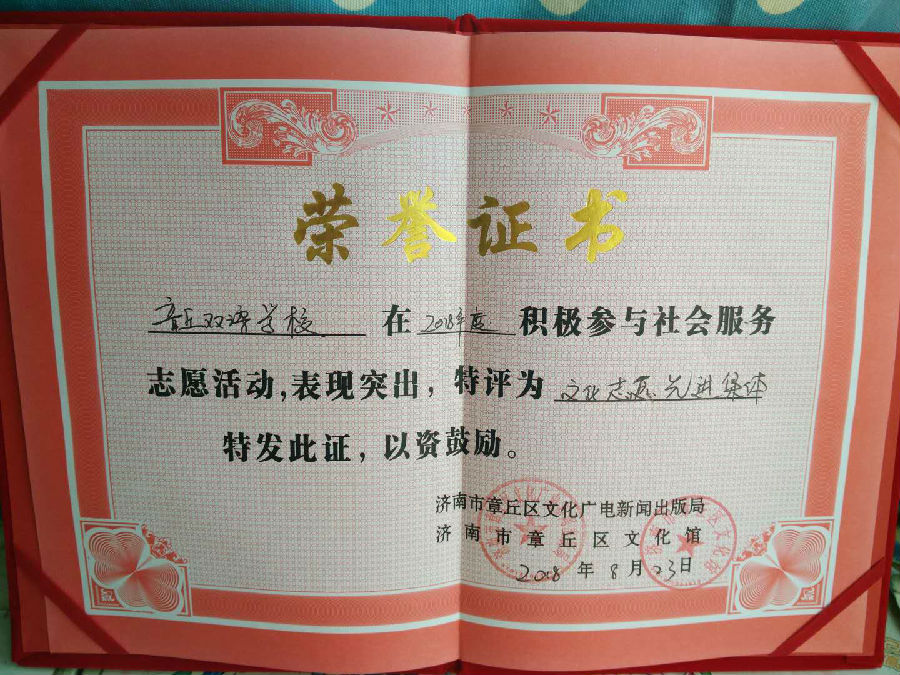 荣誉证书
章丘双语学校 在 2018年度 积极参与社会服务
志愿活动,表现突出，特评为 文化志愿先进集体
特发此证，以资鼓励。
济南市章丘区文化广电新闻出版局
济南市章丘区文化馆
2018 年 8 月 23 日